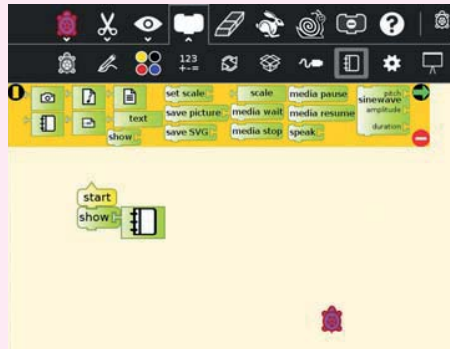 123
+-=
?
set scale
scale
media pause
pitch
sinewave
amplitude
duration
text
save picture
media wait
media resume
show
save SVG
media stop
speak
start
show